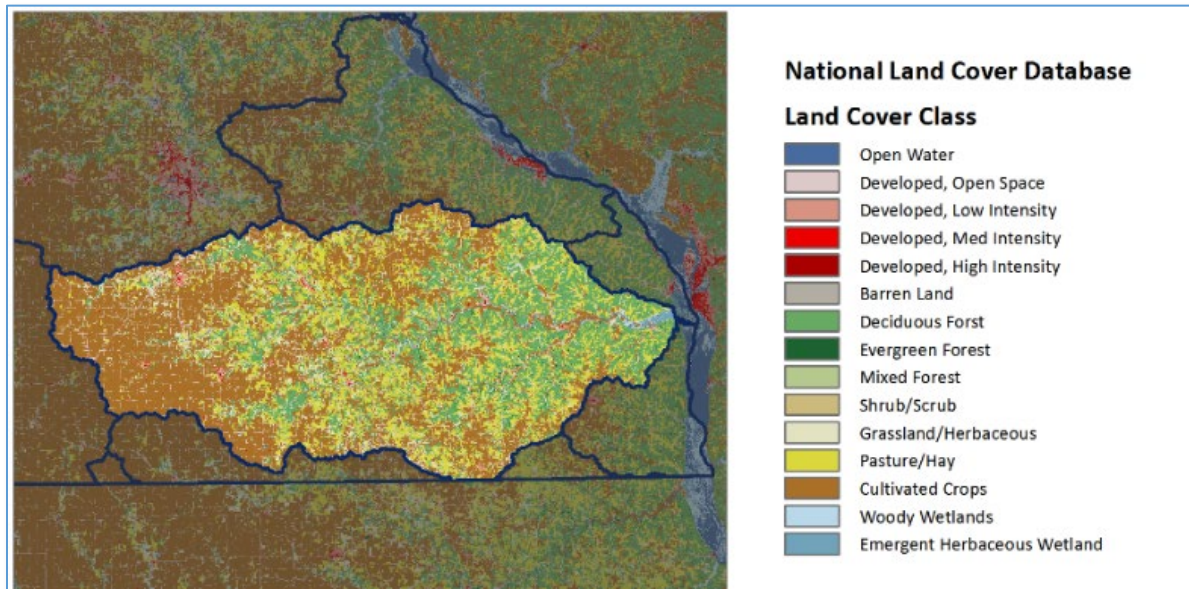 National Land Cover Database
Land Cover Class
Open Water
Developed, Open Space
Developed, Low Intensity
Developed, Med Intensity
Developed, High Intensity
Barren Land
Deciduous Forst
Evergreen Forest
Mixed Forest
Shrub/Scrub
Grassland/Herbaceous
Pasture/Hay
Cultivated Crops
Woody Wetlands
Emergent Herbaceous Wetland